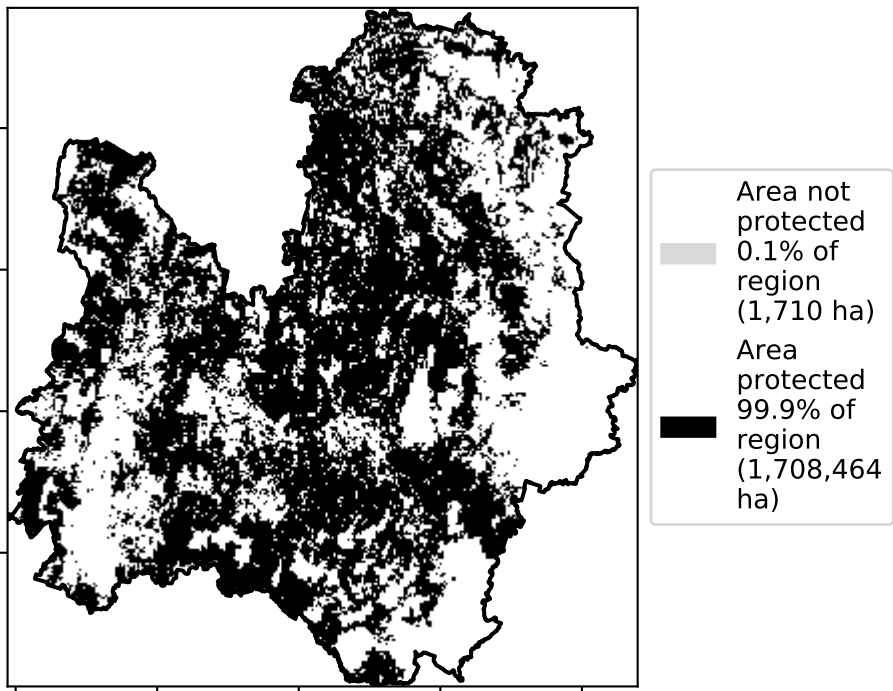 Area not
protected
0.1% of
region
(1,710 ha)
Area
protected
99.9% of
region
(1,708,464
ha)